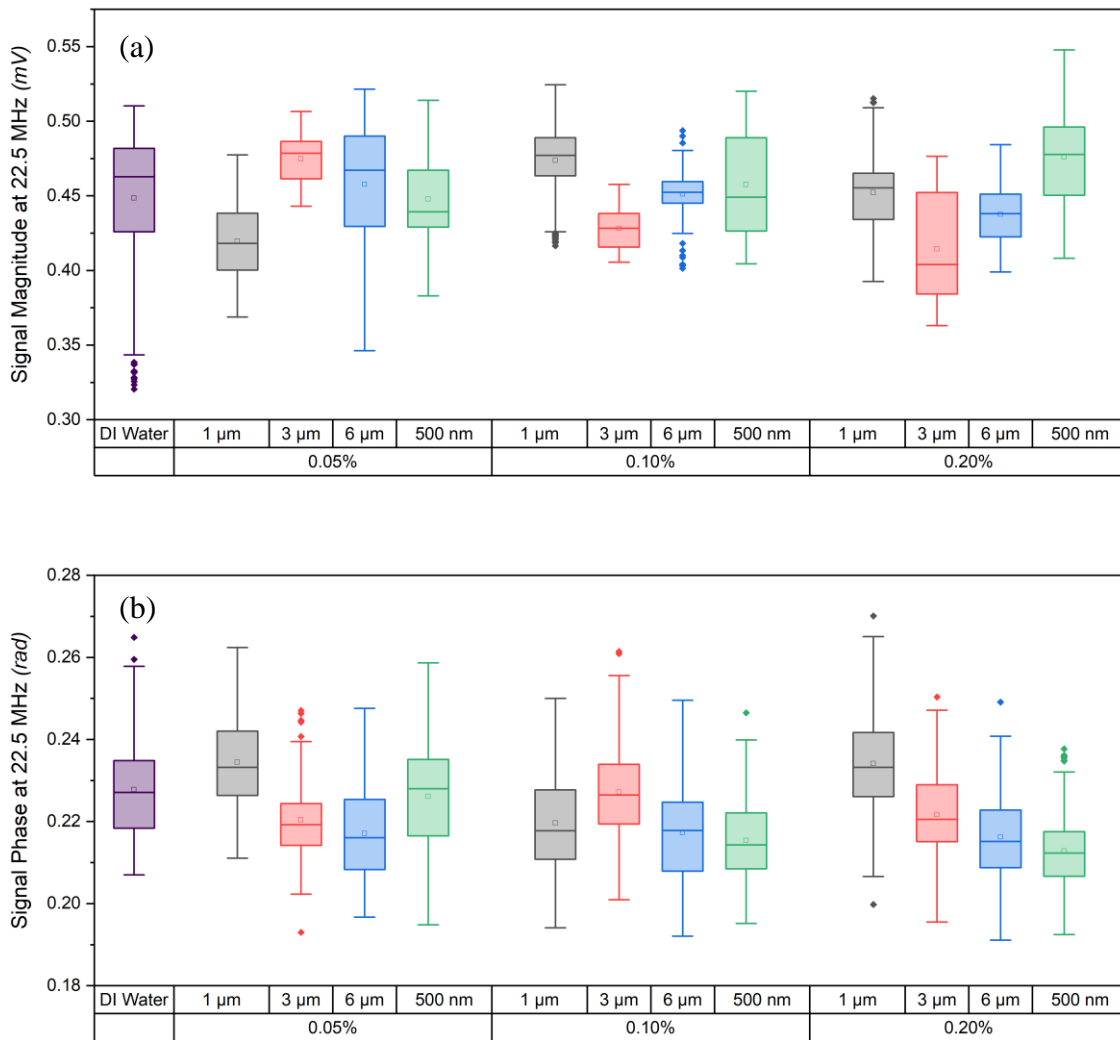 (a)
Signal Magnitude at 22.5 MHz (mV)
0.55
0.50
0.45
0.40
0.35
0.30
DI Water 1 µm 3 µm 6 µm 500 nm 1 µm 3 µm 6 µm 500 nm 1 µm 3 µm 6 µm 500 nm
0.05% 0.10% 0.20%
(b)
Signal Phase at 22.5 MHz (rad)
0.28
0.26
0.24
0.22
0.20
0.18
DI Water 1 µm 3 µm 6 µm 500 nm 1 µm 3 µm 6 µm 500 nm 1 µm 3 µm 6 µm 500 nm
0.05% 0.10% 0.20%